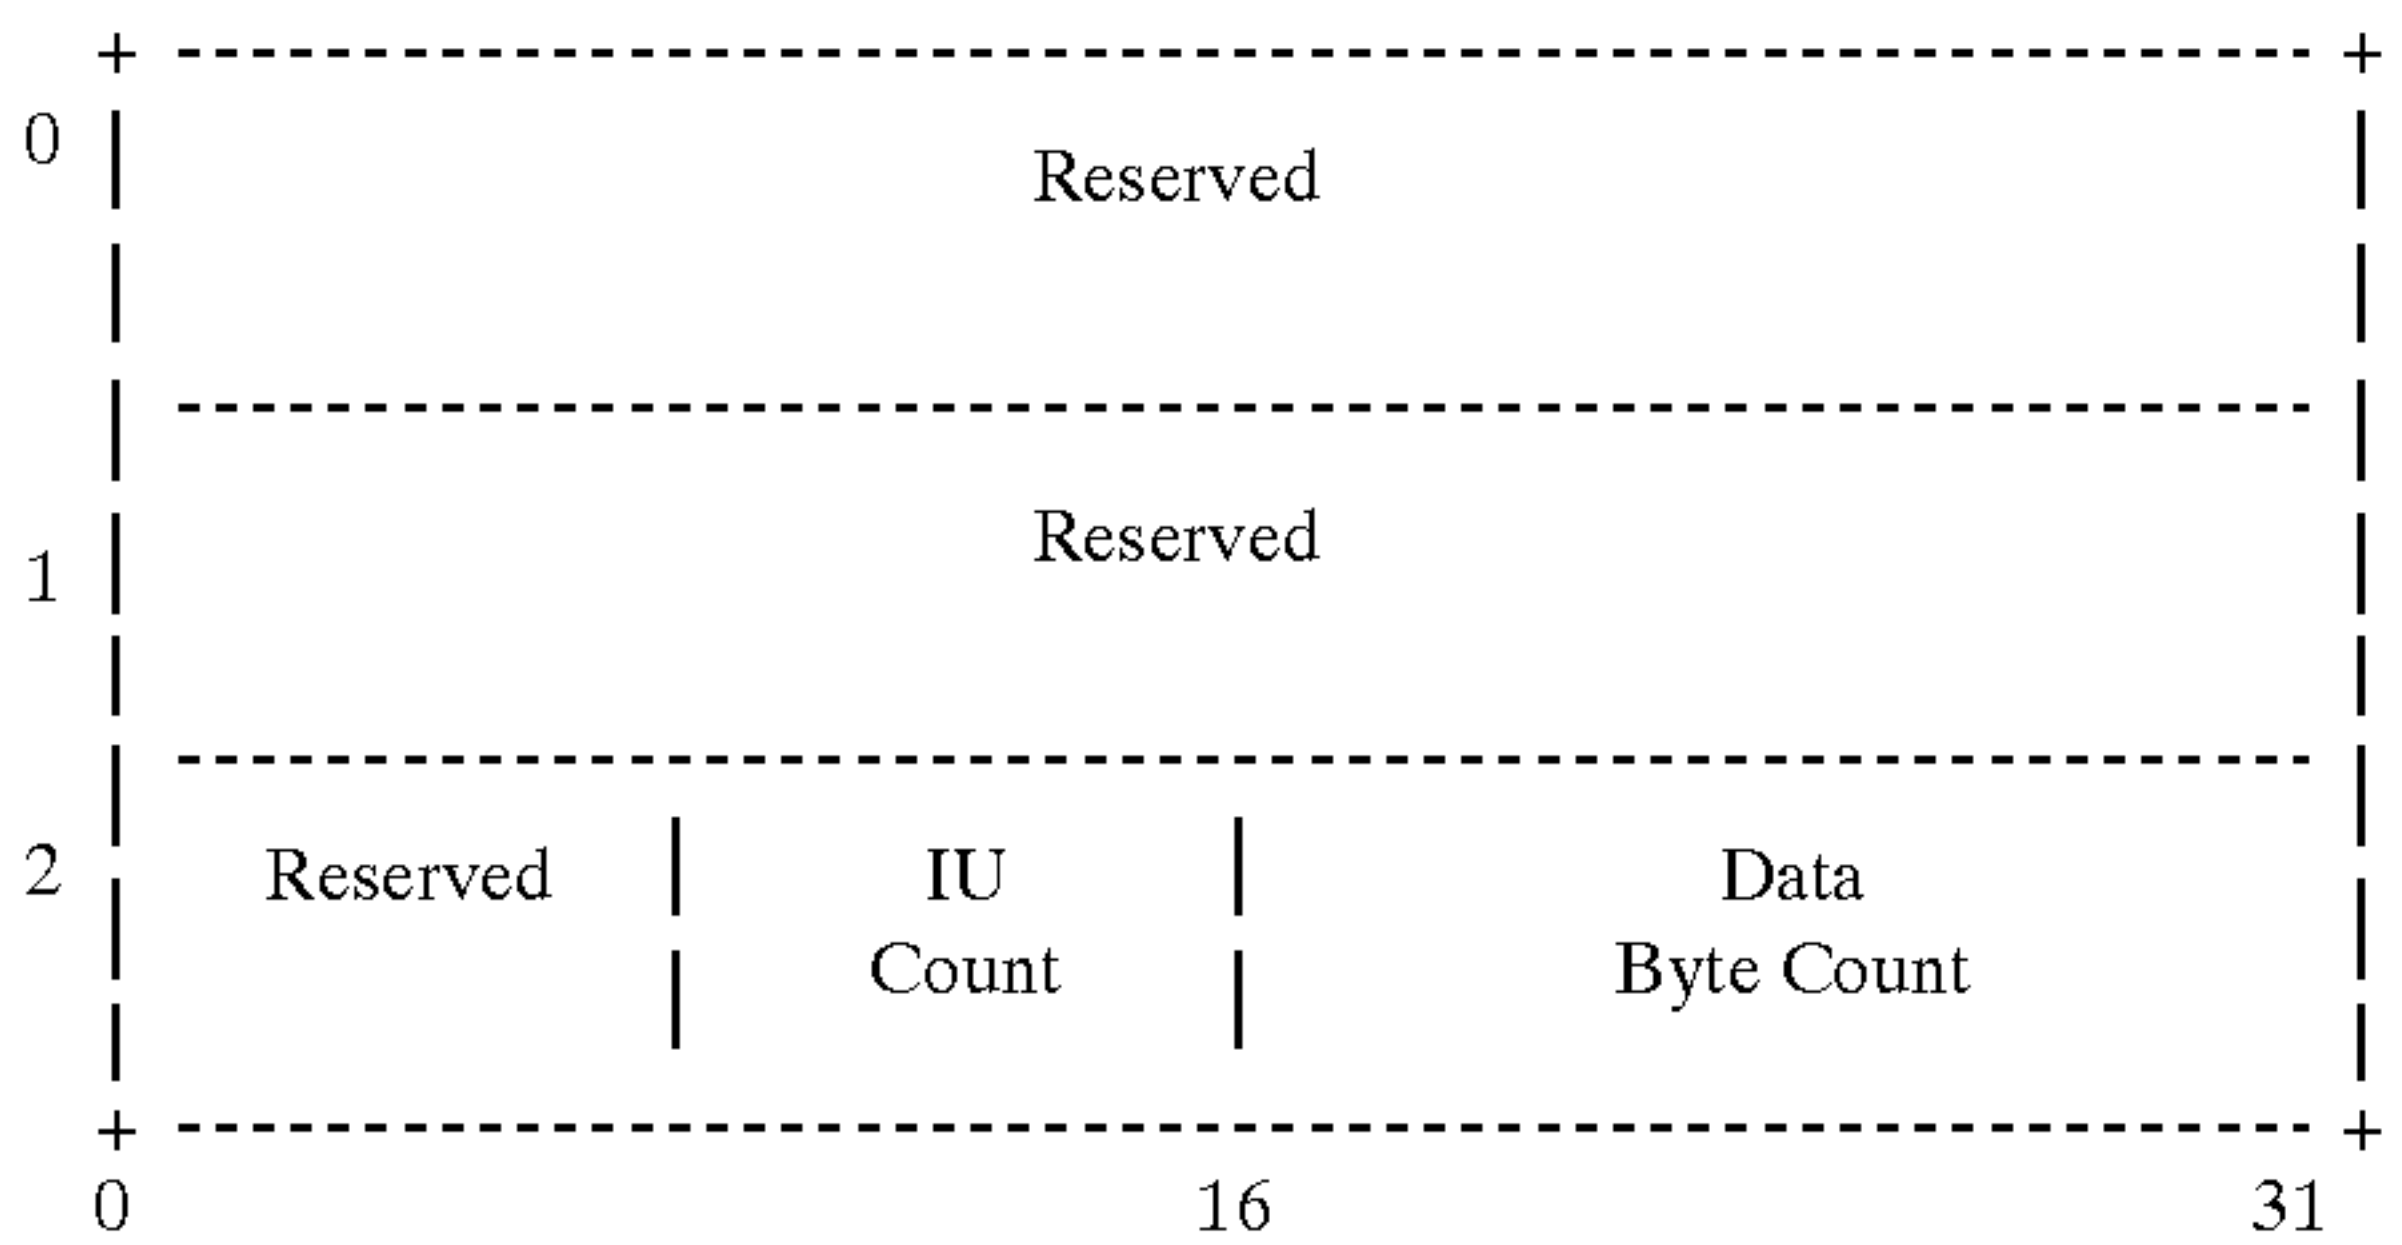 0 Reserved
1 Reserved
2 Reserved IU Data
Count Byte Count
0 16 31